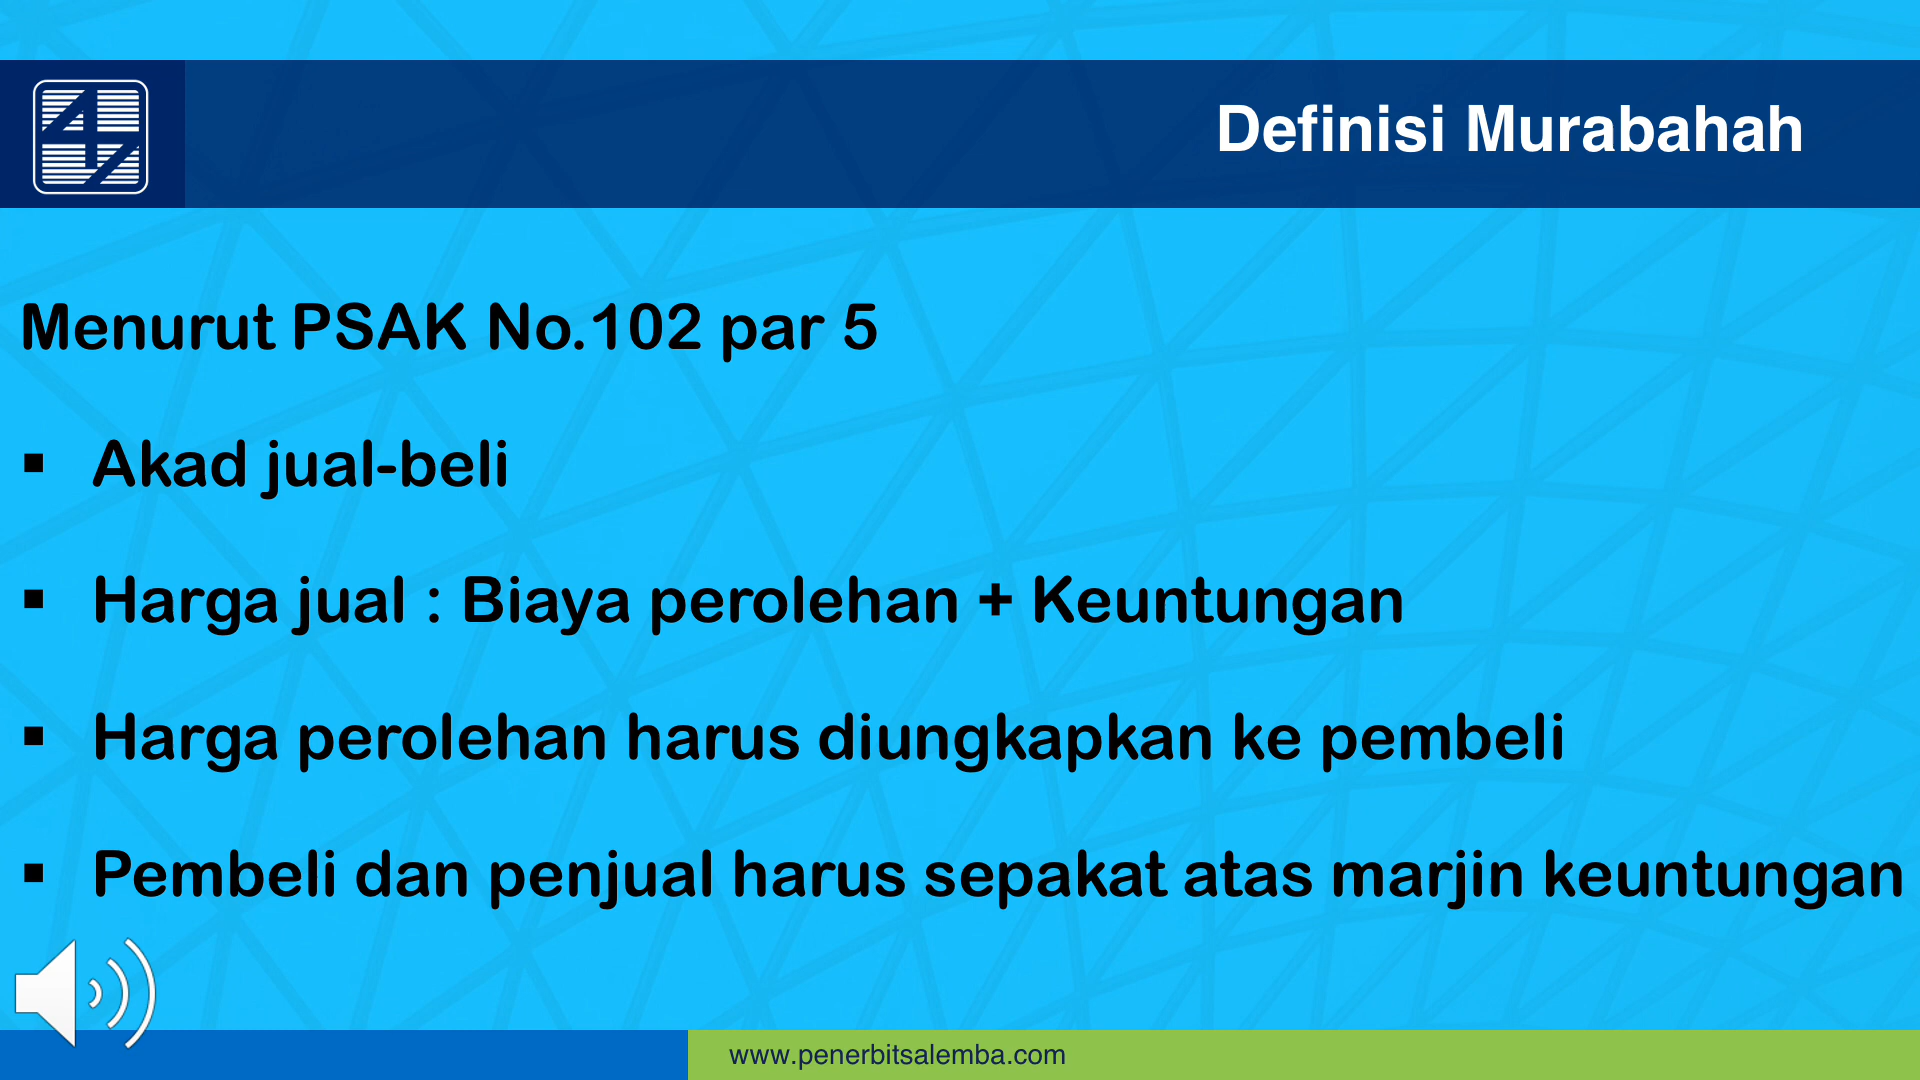 Definisi Murabahah
Menurut PSAK No.102 par 5
▪ Akad jual-beli
▪ Harga jual : Biaya perolehan + Keuntungan
▪ Harga perolehan harus diungkapkan ke pembeli
▪ Pembeli dan penjual harus sepakat atas marjin keuntungan
www.penerbitsalemba.com